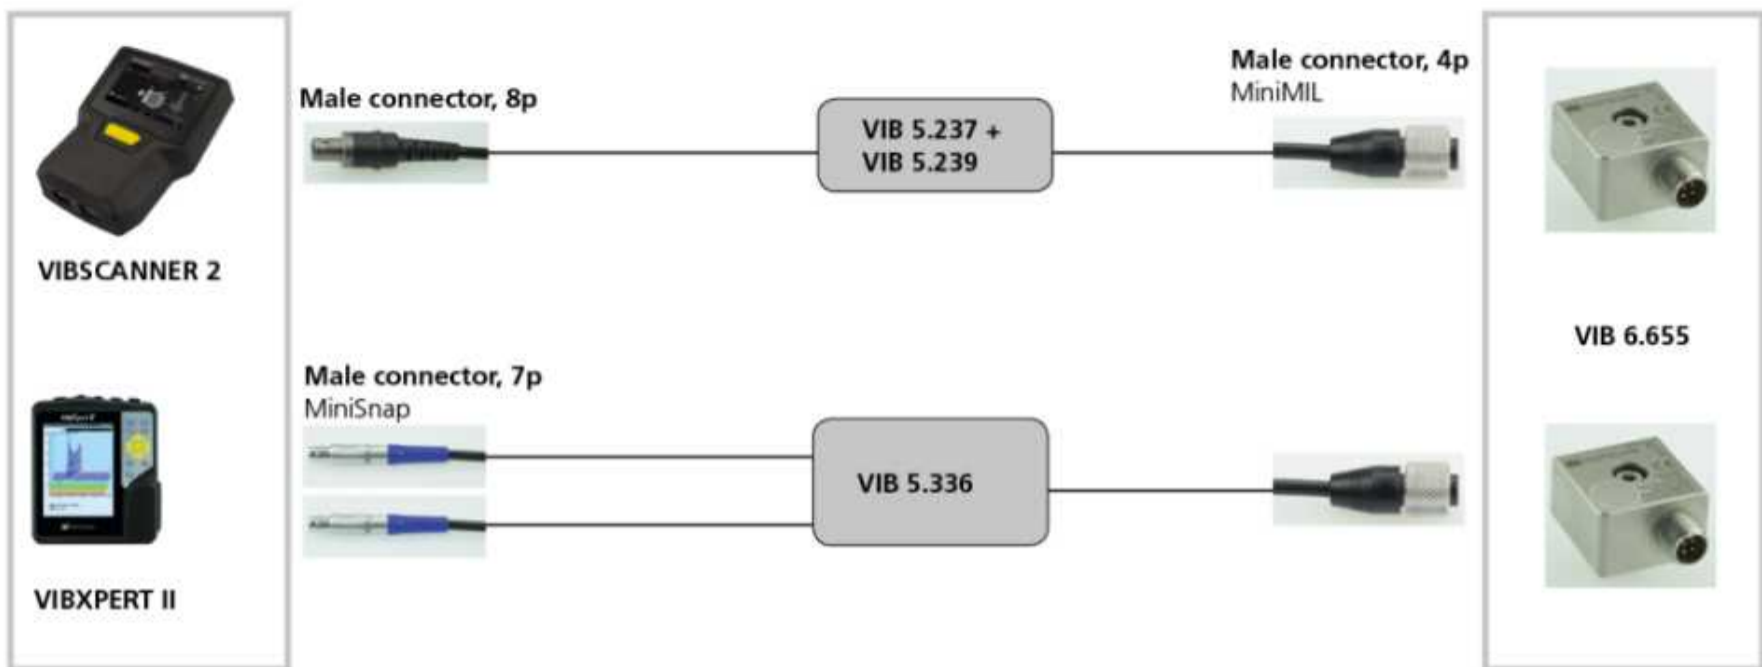 Male connector, 8p
VIB 5.237 +
VIB 5.239
Male connector, 4p
MiniMIL
VIBSCANNER 2
VIB 6.655
Male connector, 7p
MiniSnap
VIB 5.336
VIBXPERT II